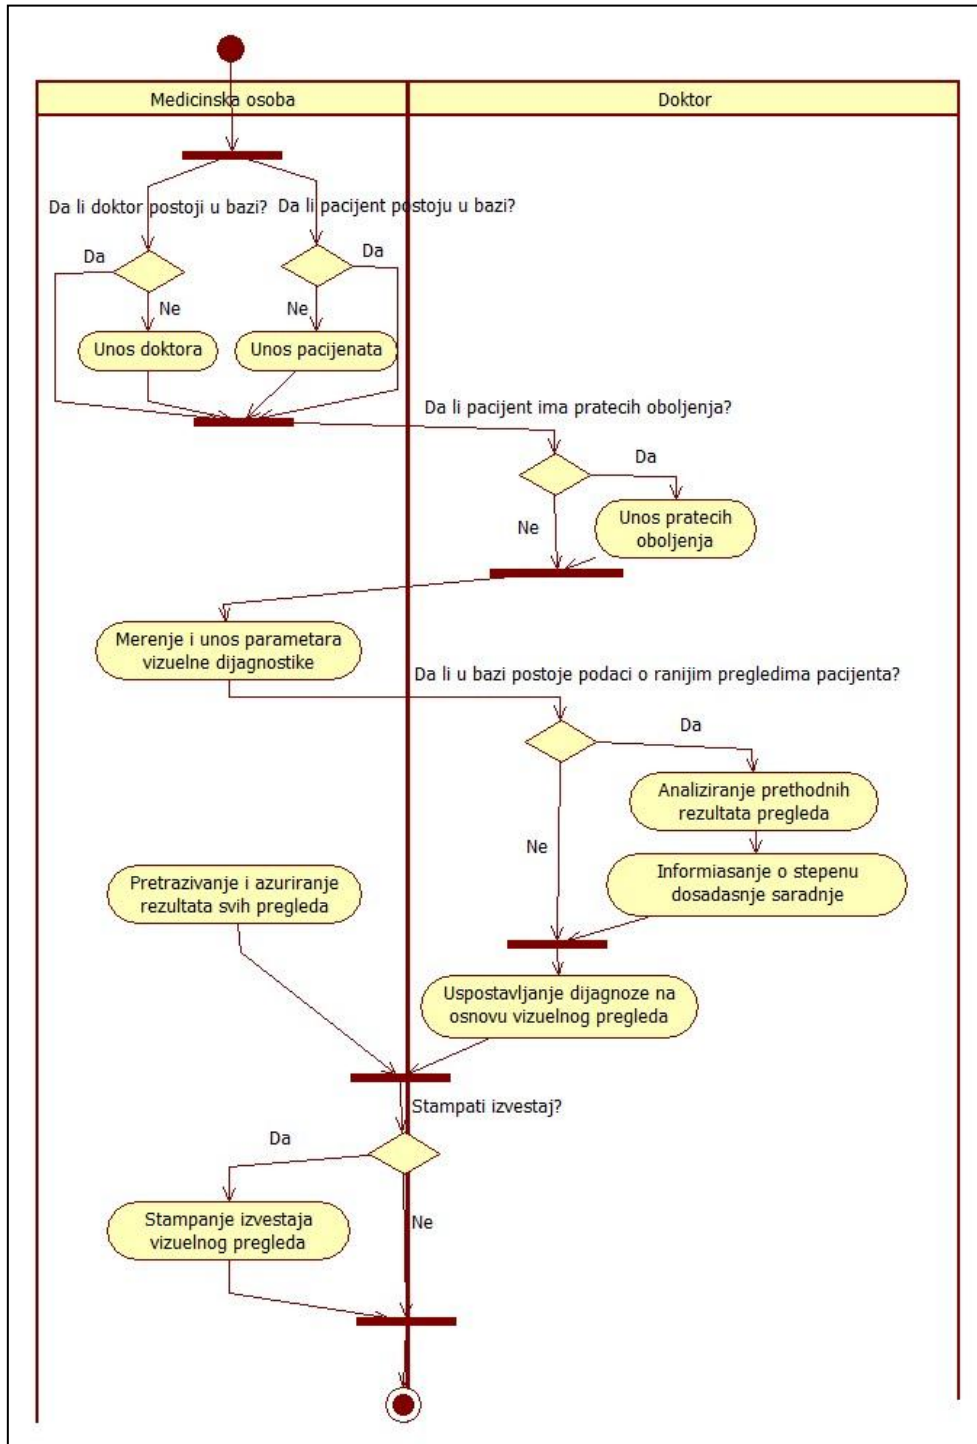 Medicinska osoba
Doktor
Da li doktor postoji u bazi?
Da li pacijent postoju u bazi?
Da
Da
Ne
Ne
Unos doktora
Unos pacijenata
Da li pacijent ima pratecih oboljenja?
Da
Ne
Unos pratecih
oboljenja
Merenje i unos parametara
vizuelne dijagnostike
Da li u bazi postoje podaci o ranijim pregledima pacijenta?
Da
Analiziranje prethodnih
rezultata pregleda
Ne
Informiasanje o stepenu
dosadasnje saradnje
Pretrazivanje i azuriranje
rezultata svih pregleda
Uspostavljanje dijagnoze na
osnovu vizuelnog pregleda
Stampati izvestaj?
Da
Stampanje izvestaja
vizuelnog pregleda
Ne